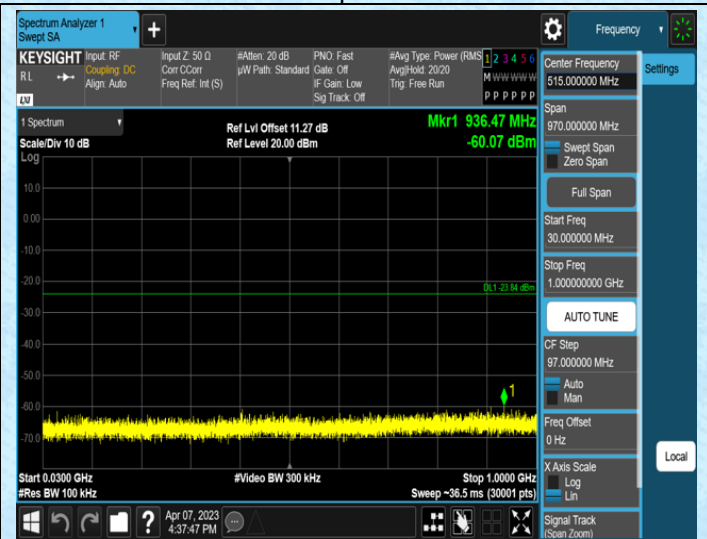 Spectrum Analyzer 1
Swept SA
+
Frequency
KEYSIGHT
RL
LXI
Input: RF
Coupling: DC
Align: Auto
Input Z: 50 Ω
Corr CCorr
Freq Ref: Int (S)
#Atten: 20 dB
µW Path: Standard
PNO: Fast
Gate: Off
IF Gain: Low
Sig Track: Off
#Avg Type: Power (RMS
Avg|Hold: 20/20
Trig: Free Run
1 2 3 4 5 6
M W W W W W
P P P P P P
1 Spectrum
Scale/Div 10 dB
Log
Ref Lvl Offset 11.27 dB
Ref Level 20.00 dBm
Mkr1 936.47 MHz
-60.07 dBm
10.0
0.00
-10.0
-20.0
DL1 -23.84 dBm
-30.0
-40.0
-50.0
1
-60.0
-70.0
Start 0.0300 GHz
#Res BW 100 kHz
#Video BW 300 kHz
Stop 1.0000 GHz
Sweep ~36.5 ms (30001 pts)
Apr 07, 2023
4:37:47 PM
Center Frequency
515.000000 MHz
Span
970.000000 MHz
Swept Span
Zero Span
Full Span
Start Freq
30.000000 MHz
Stop Freq
1.000000000 GHz
AUTO TUNE
CF Step
97.000000 MHz
Auto
Man
Freq Offset
0 Hz
X Axis Scale
Log
Lin
Signal Track
(Span Zoom)
Settings
Local